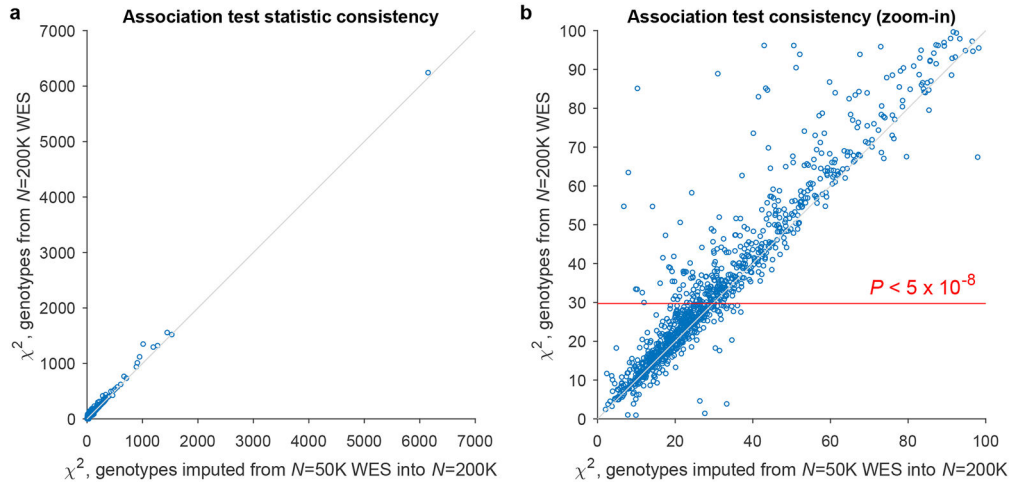 a
Association test statistic consistency
7000
6000
5000
4000
3000
2000
1000
0
χ², genotypes from N=200K WES
0 1000 2000 3000 4000 5000 6000 7000
χ², genotypes imputed from N=50K WES into N=200K
b
Association test consistency (zoom-in)
100
90
80
70
60
50
40
30
20
10
0
χ², genotypes from N=200K WES
P < 5 x 10⁻⁸
0 20 40 60 80 100
χ², genotypes imputed from N=50K WES into N=200K